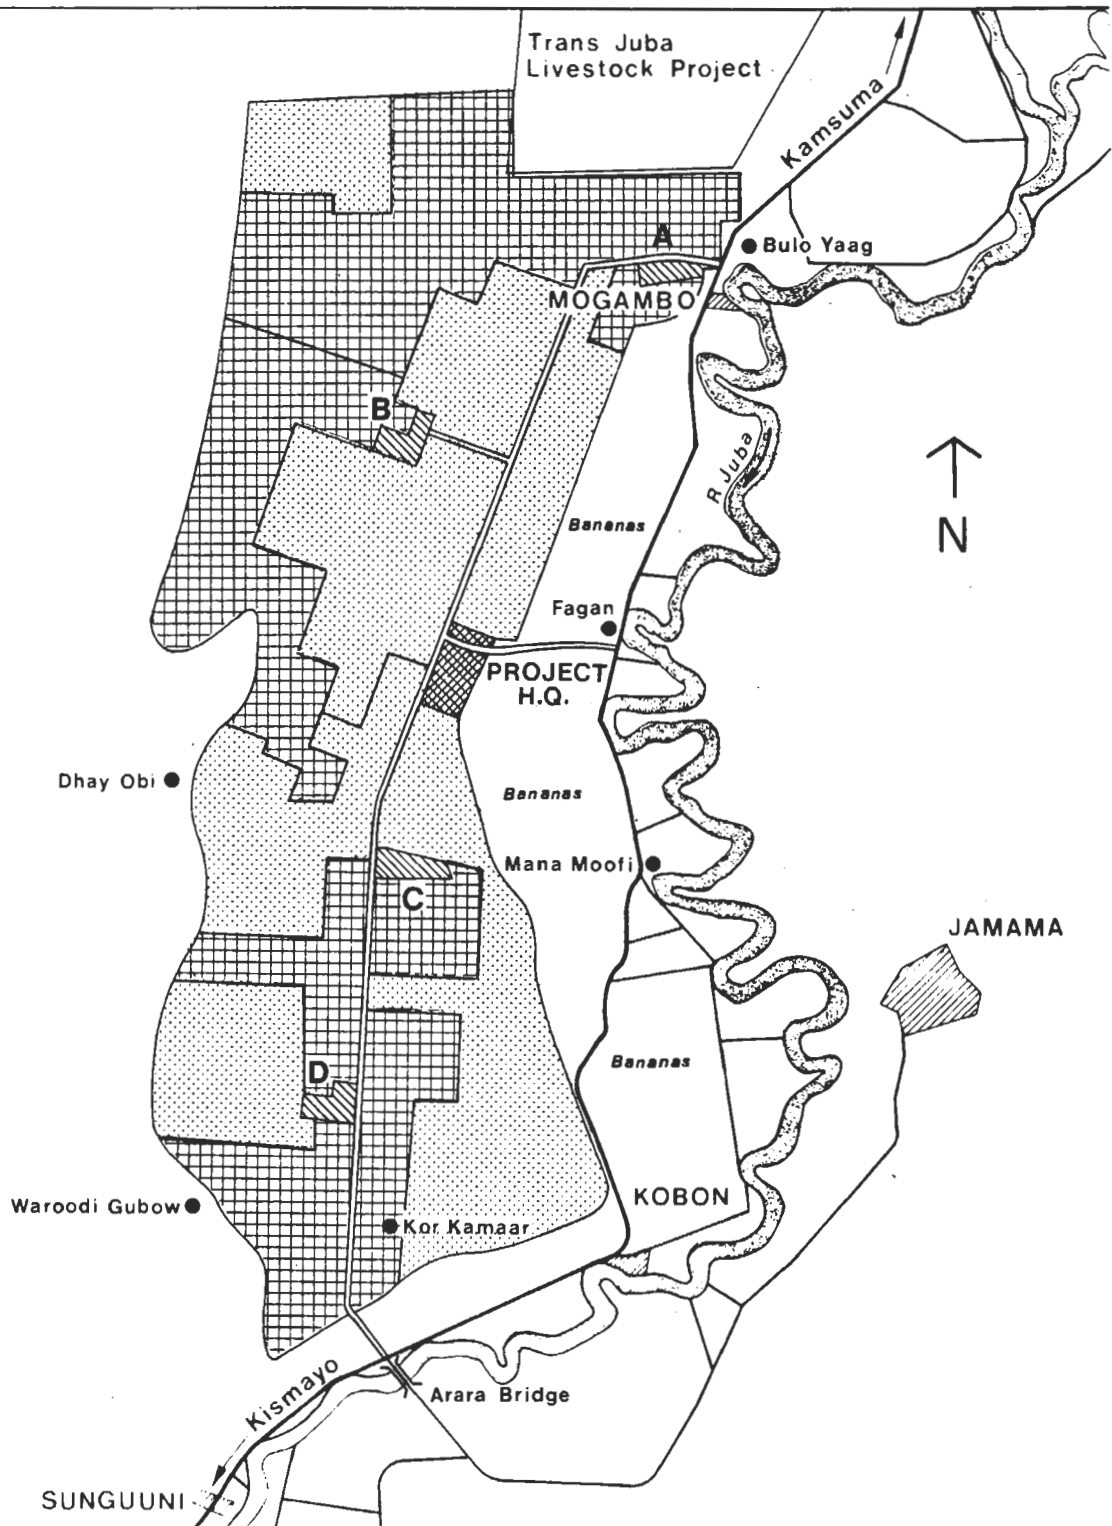 Trans Juba
Livestock Project
Kamsuma
A
Bulo Yaag
MOGAMBO
B
R Juba
N
Bananas
Fagan
PROJECT
H.Q.
Dhay Obi
Bananas
Mana Moofi
C
JAMAMA
Bananas
D
KOBON
Waroodi Gubow
Kor Kamaar
Kismayo
Arara Bridge
SUNGUUNI